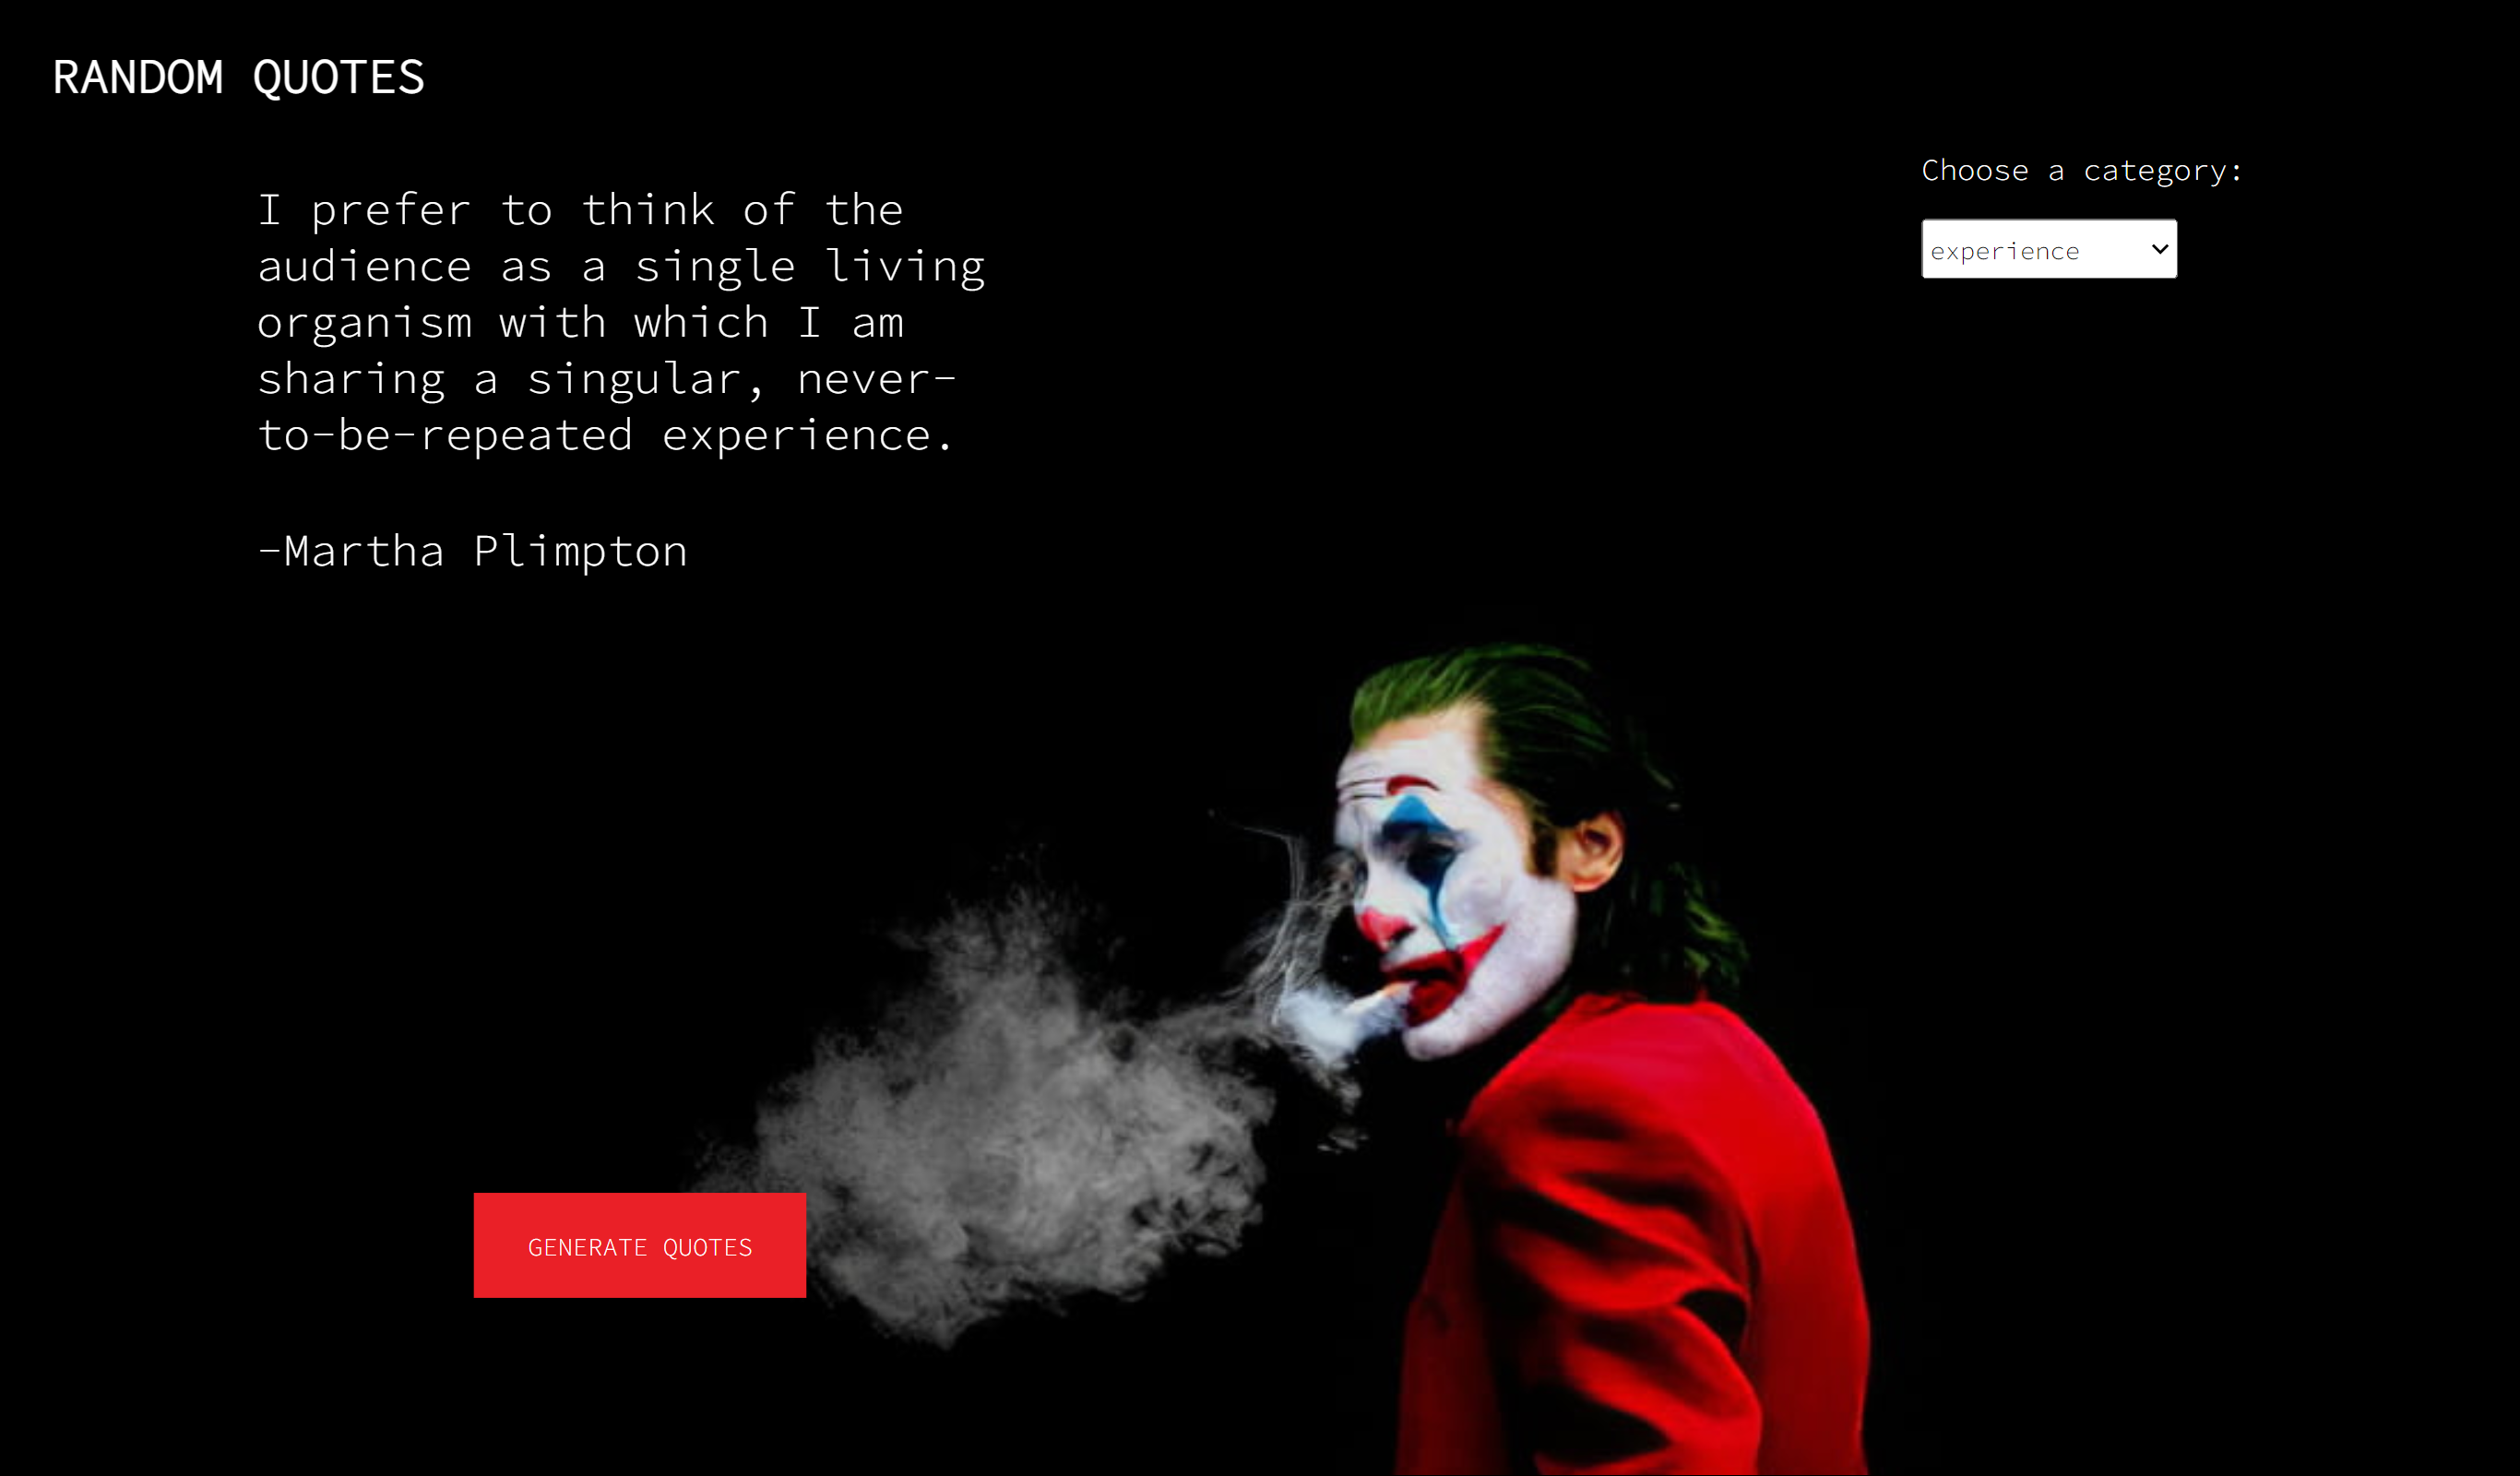 RANDOM QUOTES
I prefer to think of the
audience as a single living
organism with which I am
sharing a singular, never-
to-be-repeated experience.
-Martha Plimpton
Choose a category:
experience
GENERATE QUOTES